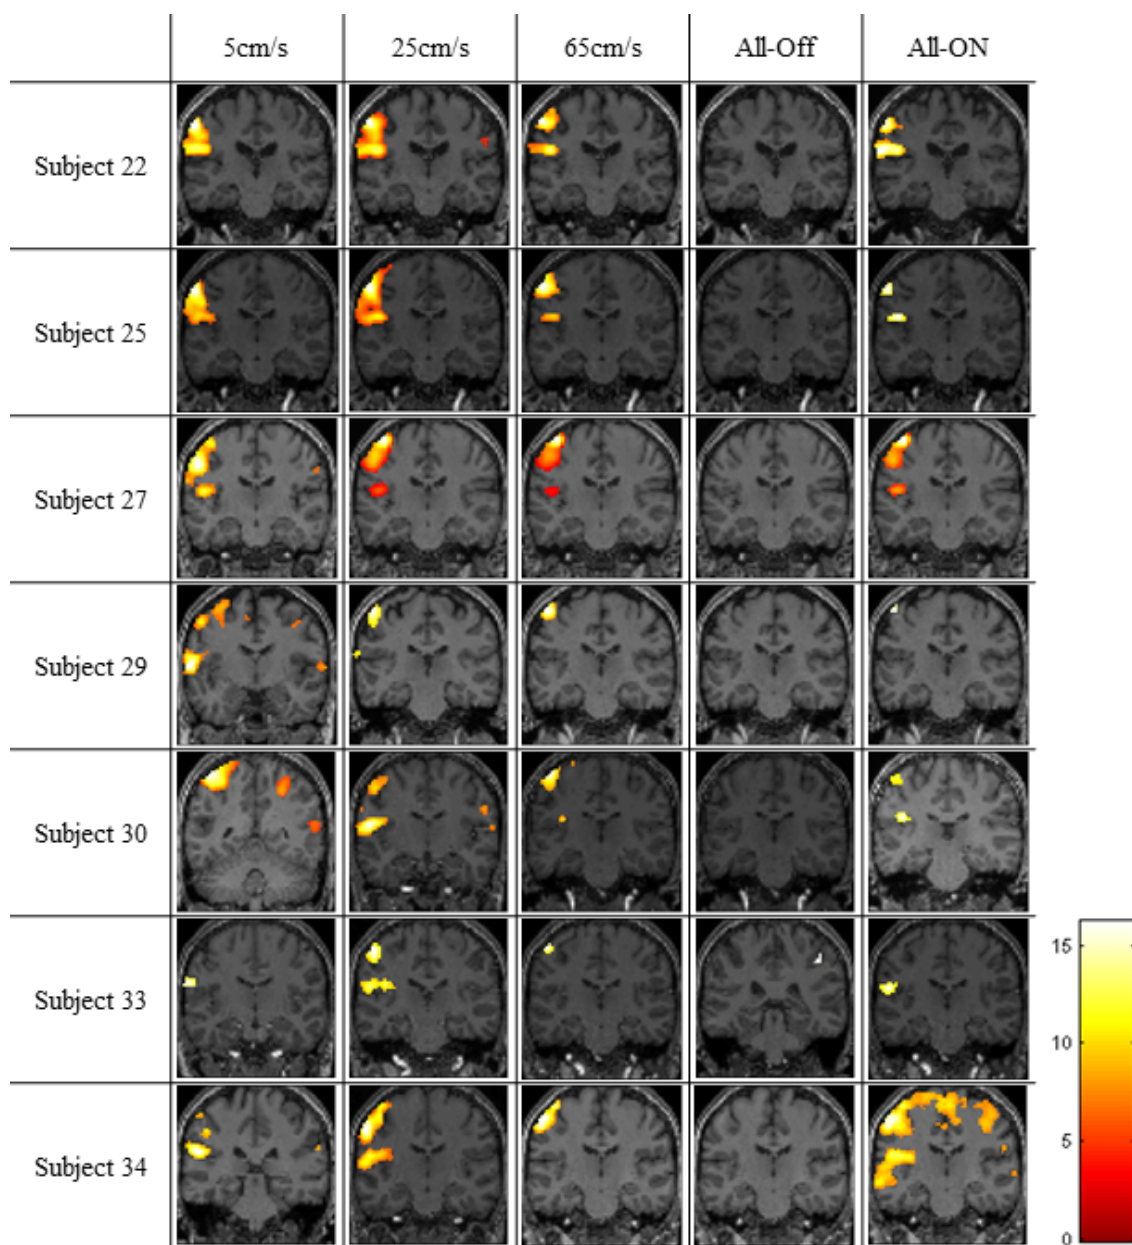 5cm/s 25cm/s 65cm/s All-Off All-ON
Subject 22
Subject 25
Subject 27
Subject 29
Subject 30
Subject 33
15
10
5
0
Subject 34